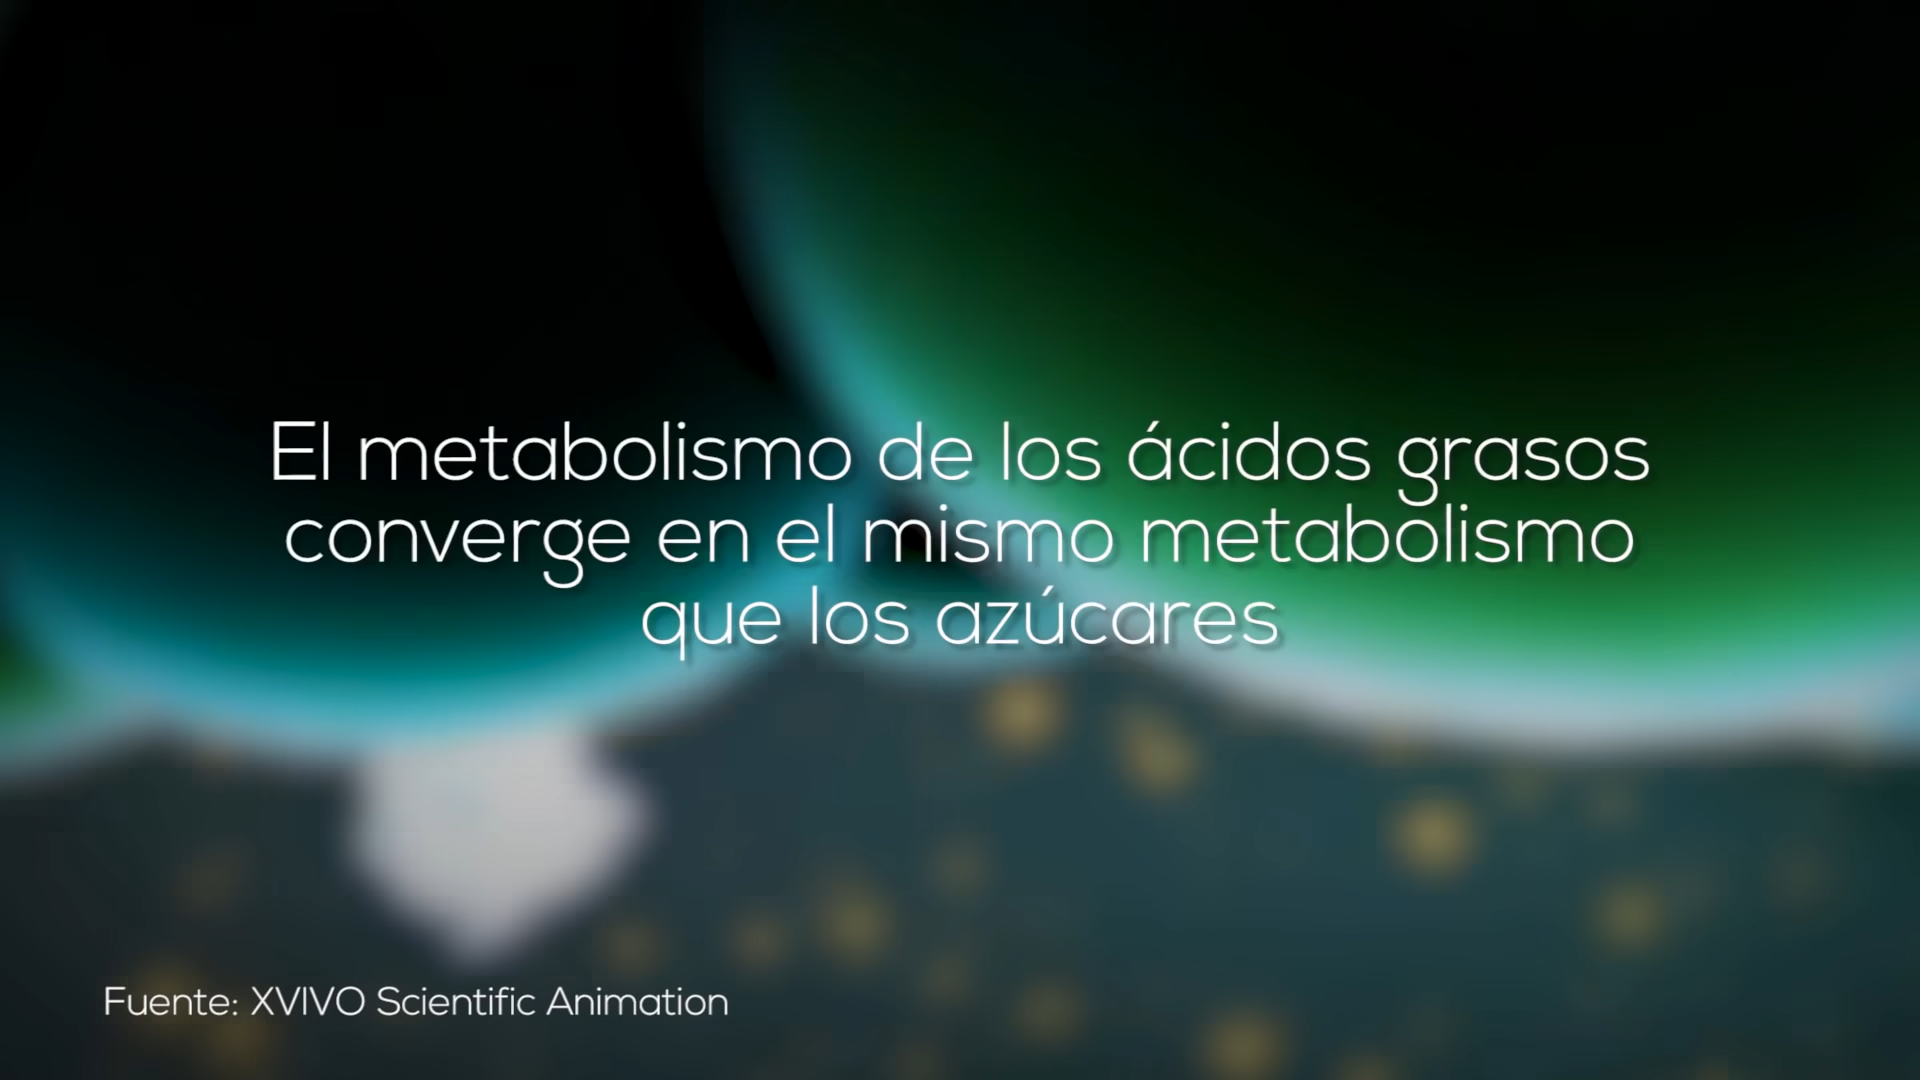 El metabolismo de los ácidos grasos
converge en el mismo metabolismo
que los azúcares
Fuente: XVIVO Scientific Animation